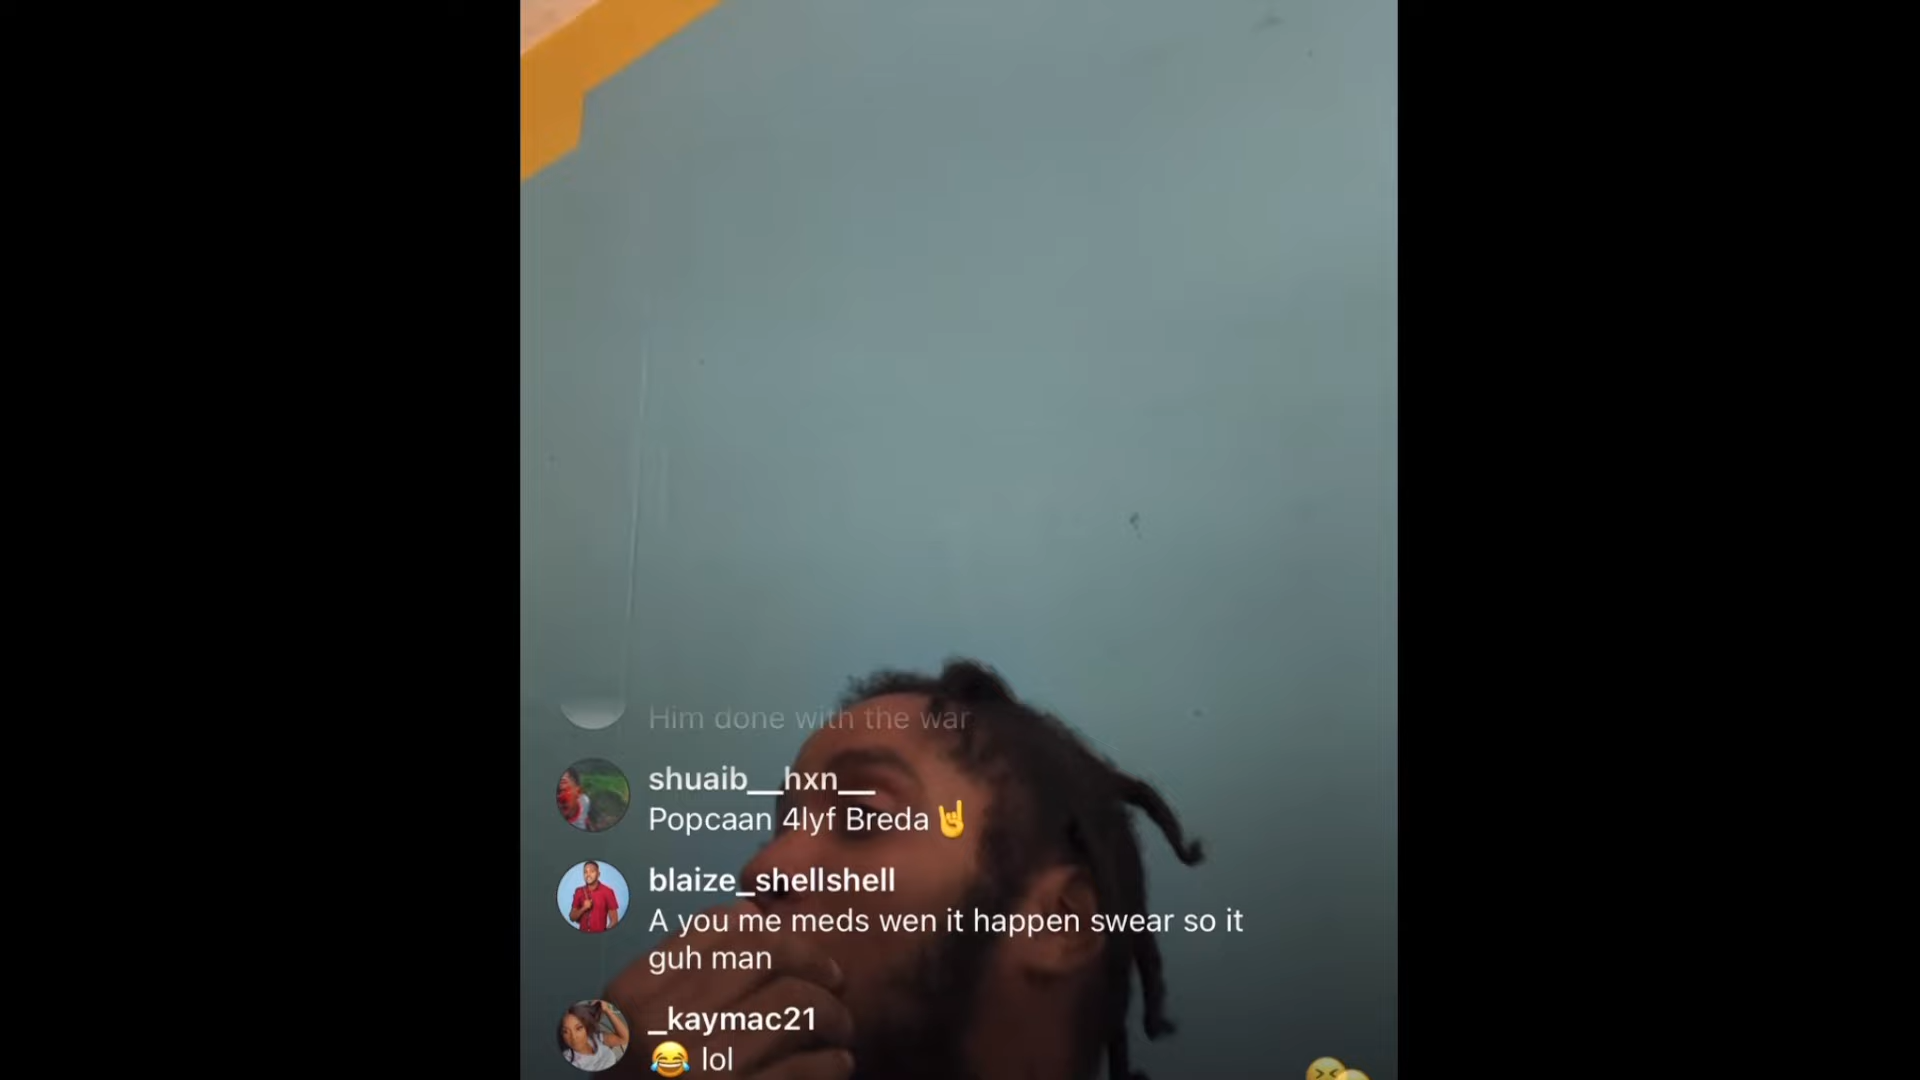 Him done with the war
shuaib__hxn__
Popcaan 4lyf Breda🤘
blaize_shellshell
A you me meds wen it happen swear so it
guh man
_kaymac21
😂 lol